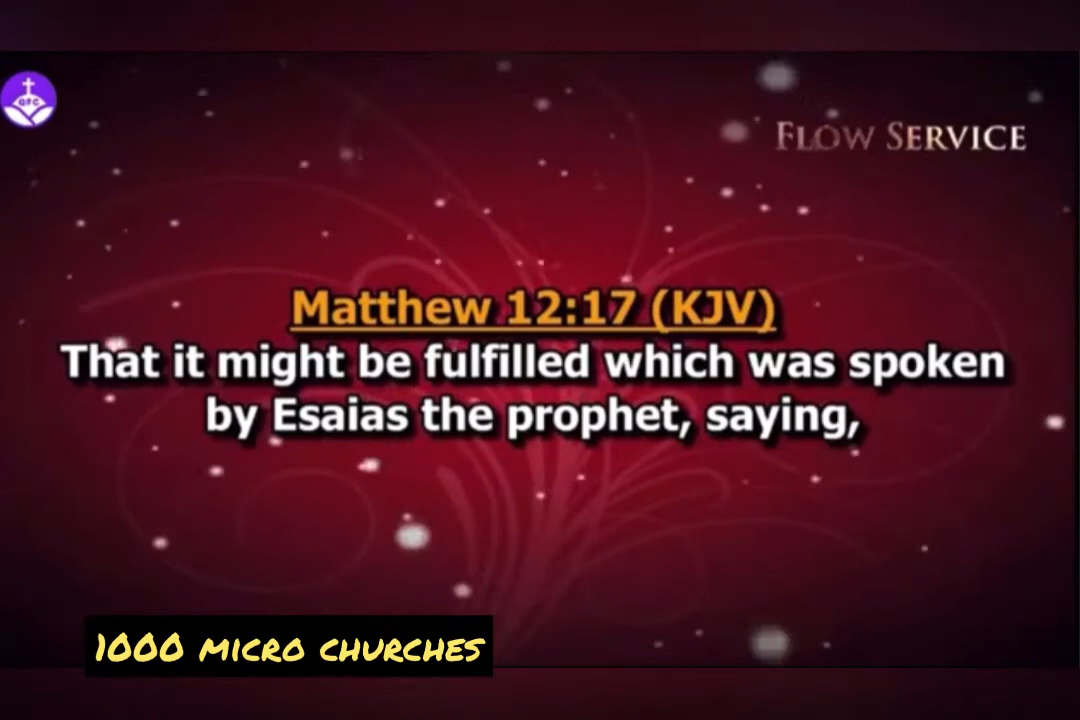 GFC
FLOW SERVICE
Matthew 12:17 (KJV)
That it might be fulfilled which was spoken
by Esaias the prophet, saying,
1000 MICRO CHURCHES